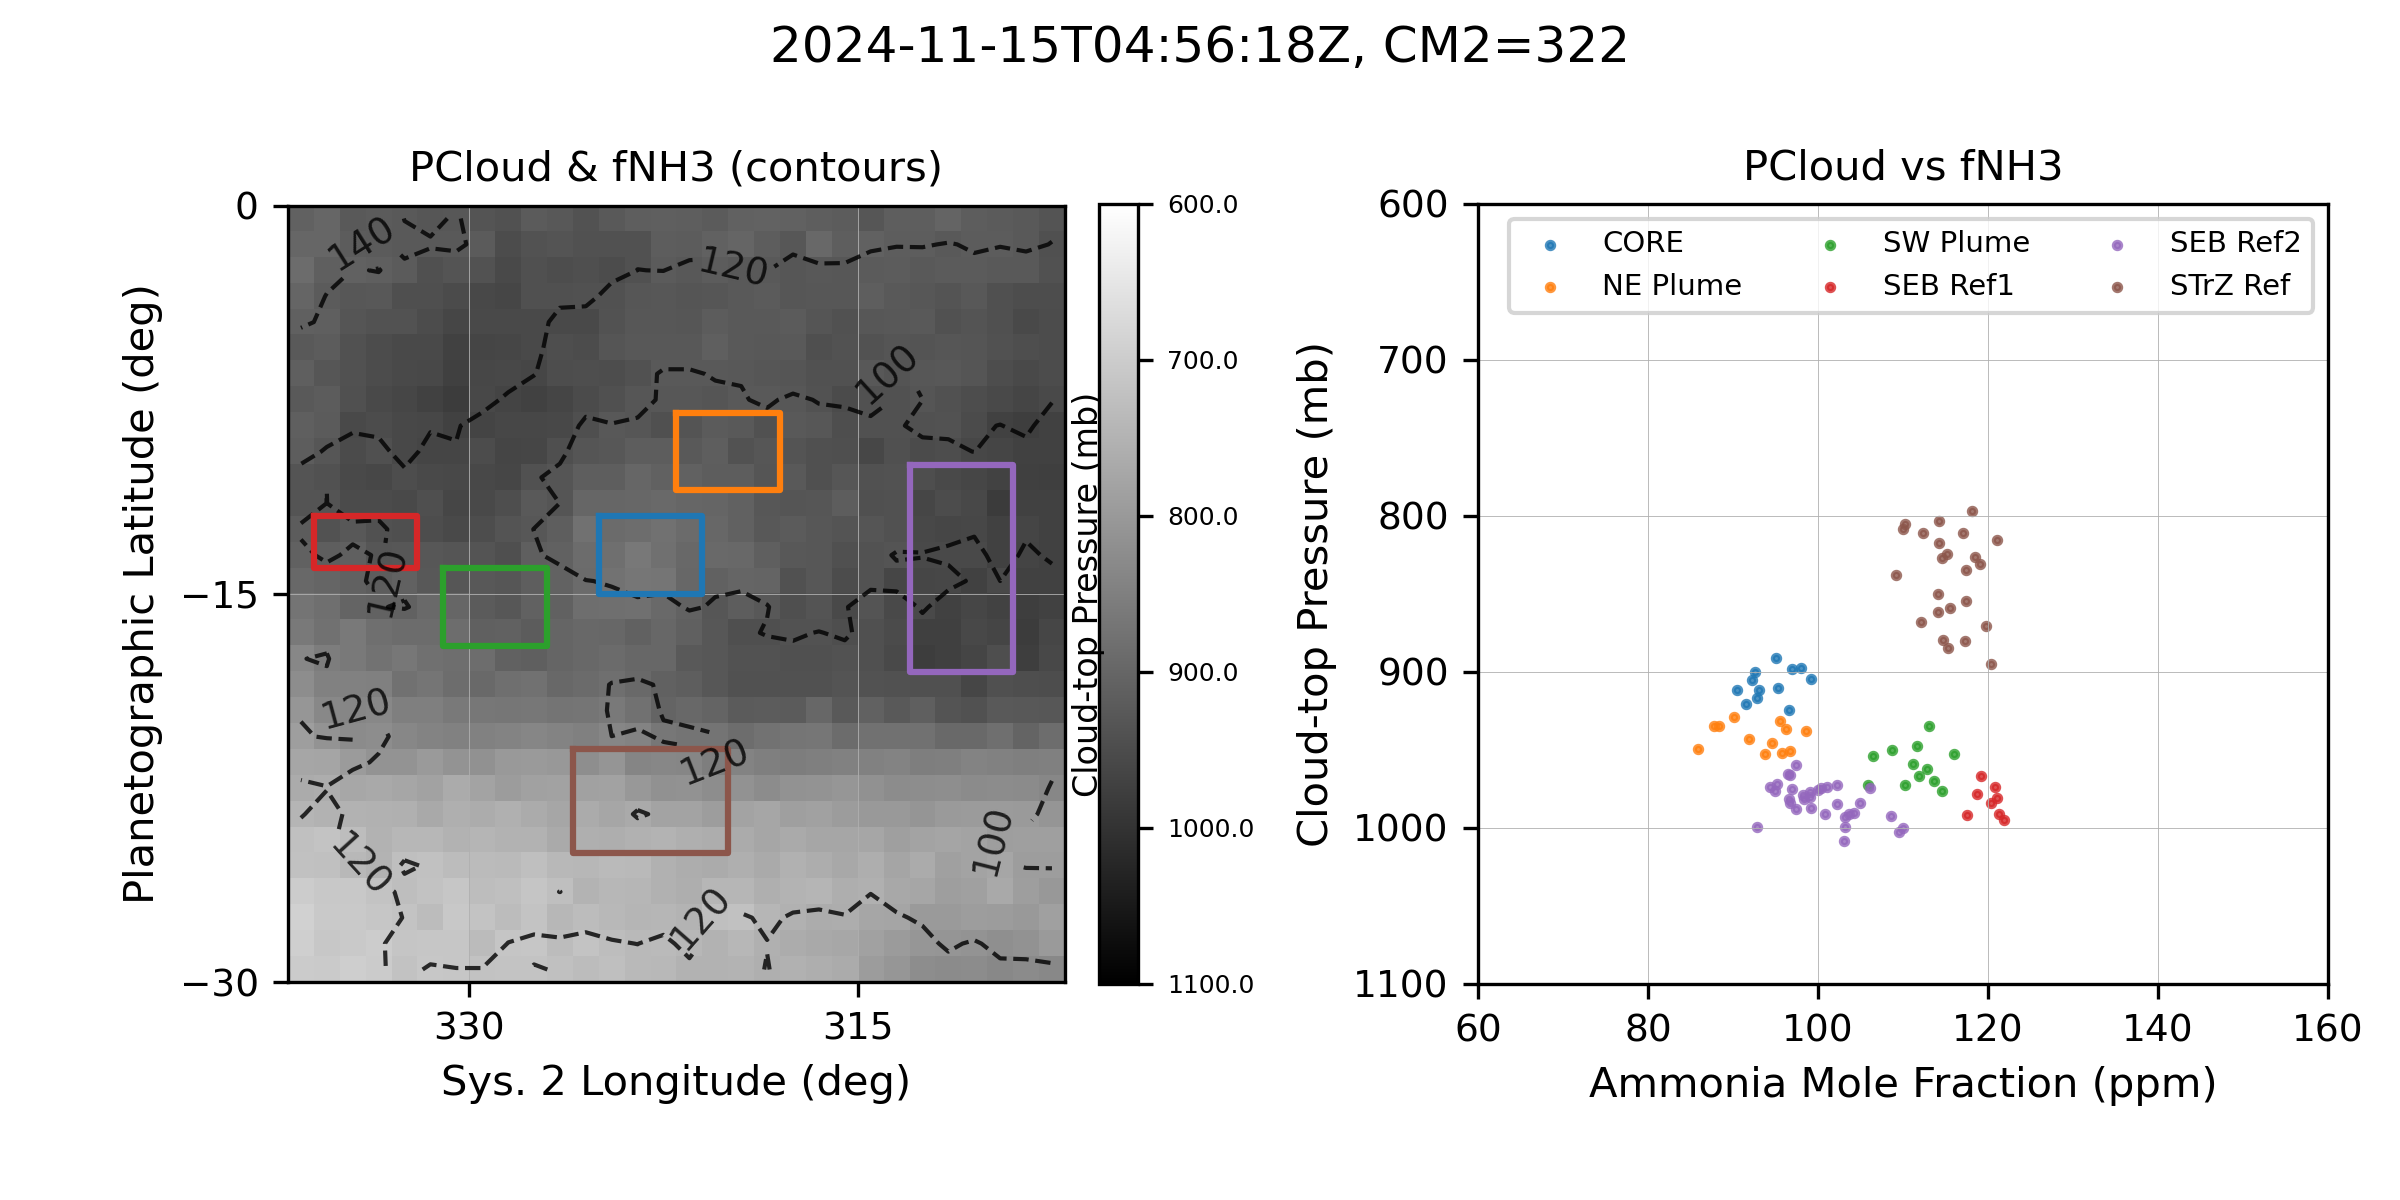 2024-11-15T04:56:18Z, CM2=322
PCloud & fNH3 (contours)
0
−15
−30
330
315
Planetographic Latitude (deg)
Sys. 2 Longitude (deg)
140
120
100
120
120
120
120
100
120
600.0
700.0
800.0
900.0
1000.0
1100.0
Cloud-top Pressure (mb)
PCloud vs fNH3
CORE
NE Plume
SW Plume
SEB Ref1
SEB Ref2
STrZ Ref
600
700
800
900
1000
1100
60
80
100
120
140
160
Cloud-top Pressure (mb)
Ammonia Mole Fraction (ppm)